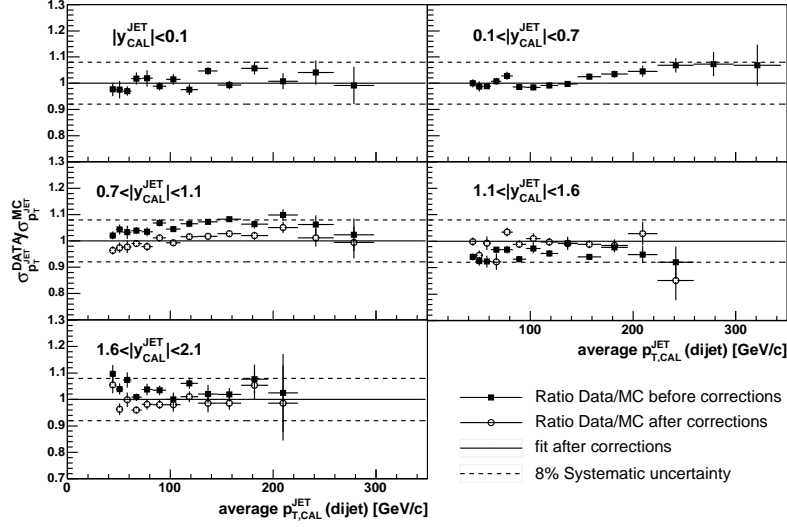 |y^JET_CAL|<0.1
0.1<|y^JET_CAL|<0.7
0.7<|y^JET_CAL|<1.1
1.1<|y^JET_CAL|<1.6
1.6<|y^JET_CAL|<2.1
σ^DATA_{p_T^JET}/σ^MC_{p_T^JET}
1.3
1.2
1.1
1
0.9
1.3
1.2
1.1
1
0.9
1.3
1.2
1.1
1
0.9
0.8
0.7
0 100 200 300
average p^JET_T,CAL (dijet) [GeV/c]
0 100 200 300
average p^JET_T,CAL (dijet) [GeV/c]
Ratio Data/MC before corrections
Ratio Data/MC after corrections
fit after corrections
8% Systematic uncertainty